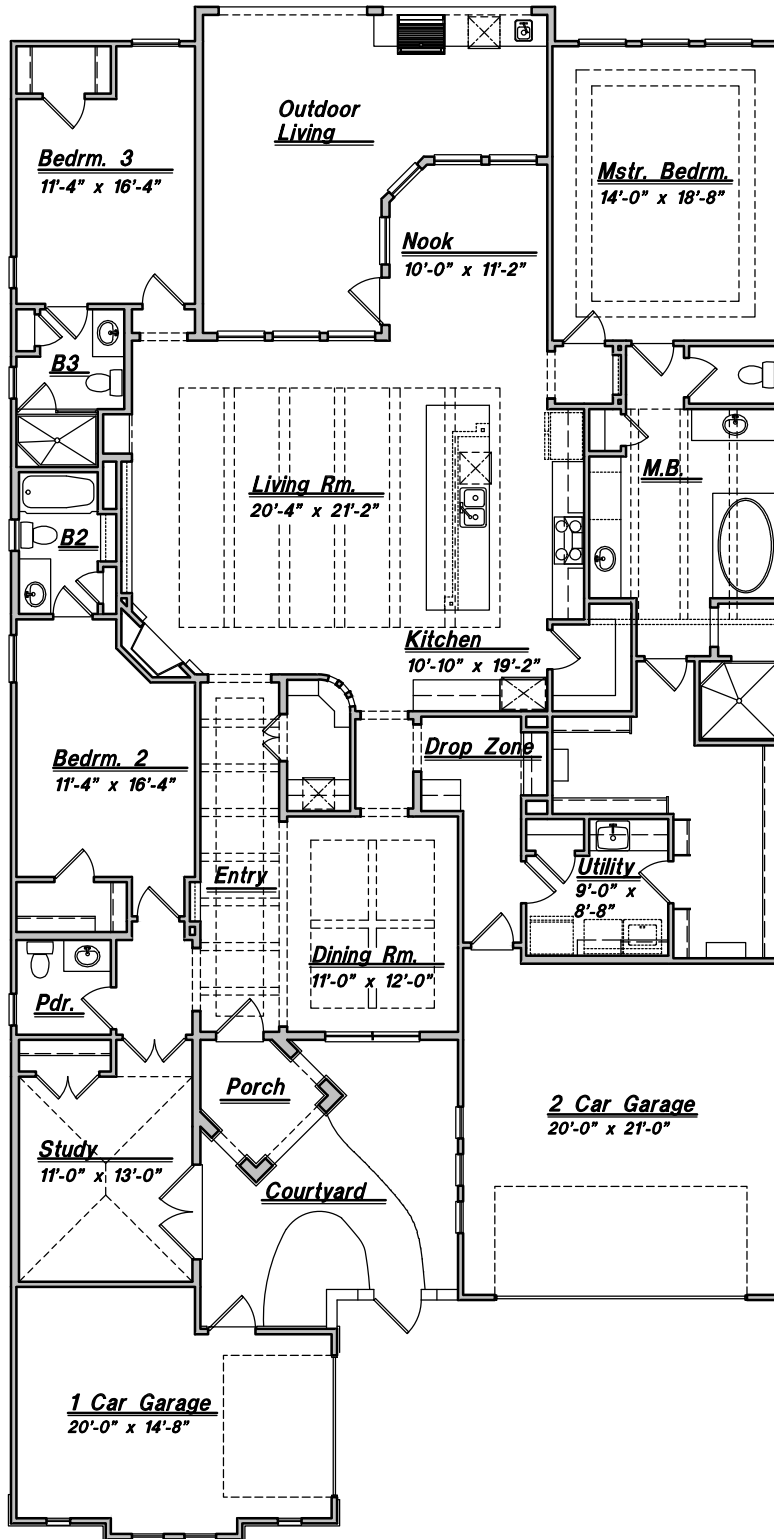 Outdoor
Living
Bedrm. 3
11'-4" x 16'-4"
Mstr. Bedrm.
14'-0" x 18'-8"
Nook
10'-0" x 11'-2"
B3
Living Rm.
20'-4" x 21'-2"
M.B.
B2
Kitchen
10'-10" x 19'-2"
Bedrm. 2
11'-4" x 16'-4"
Drop Zone
Entry
Utility
9'-0" x
8'-8"
Dining Rm.
11'-0" x 12'-0"
Pdr.
Porch
2 Car Garage
20'-0" x 21'-0"
Study
11'-0" x 13'-0"
Courtyard
1 Car Garage
20'-0" x 14'-8"